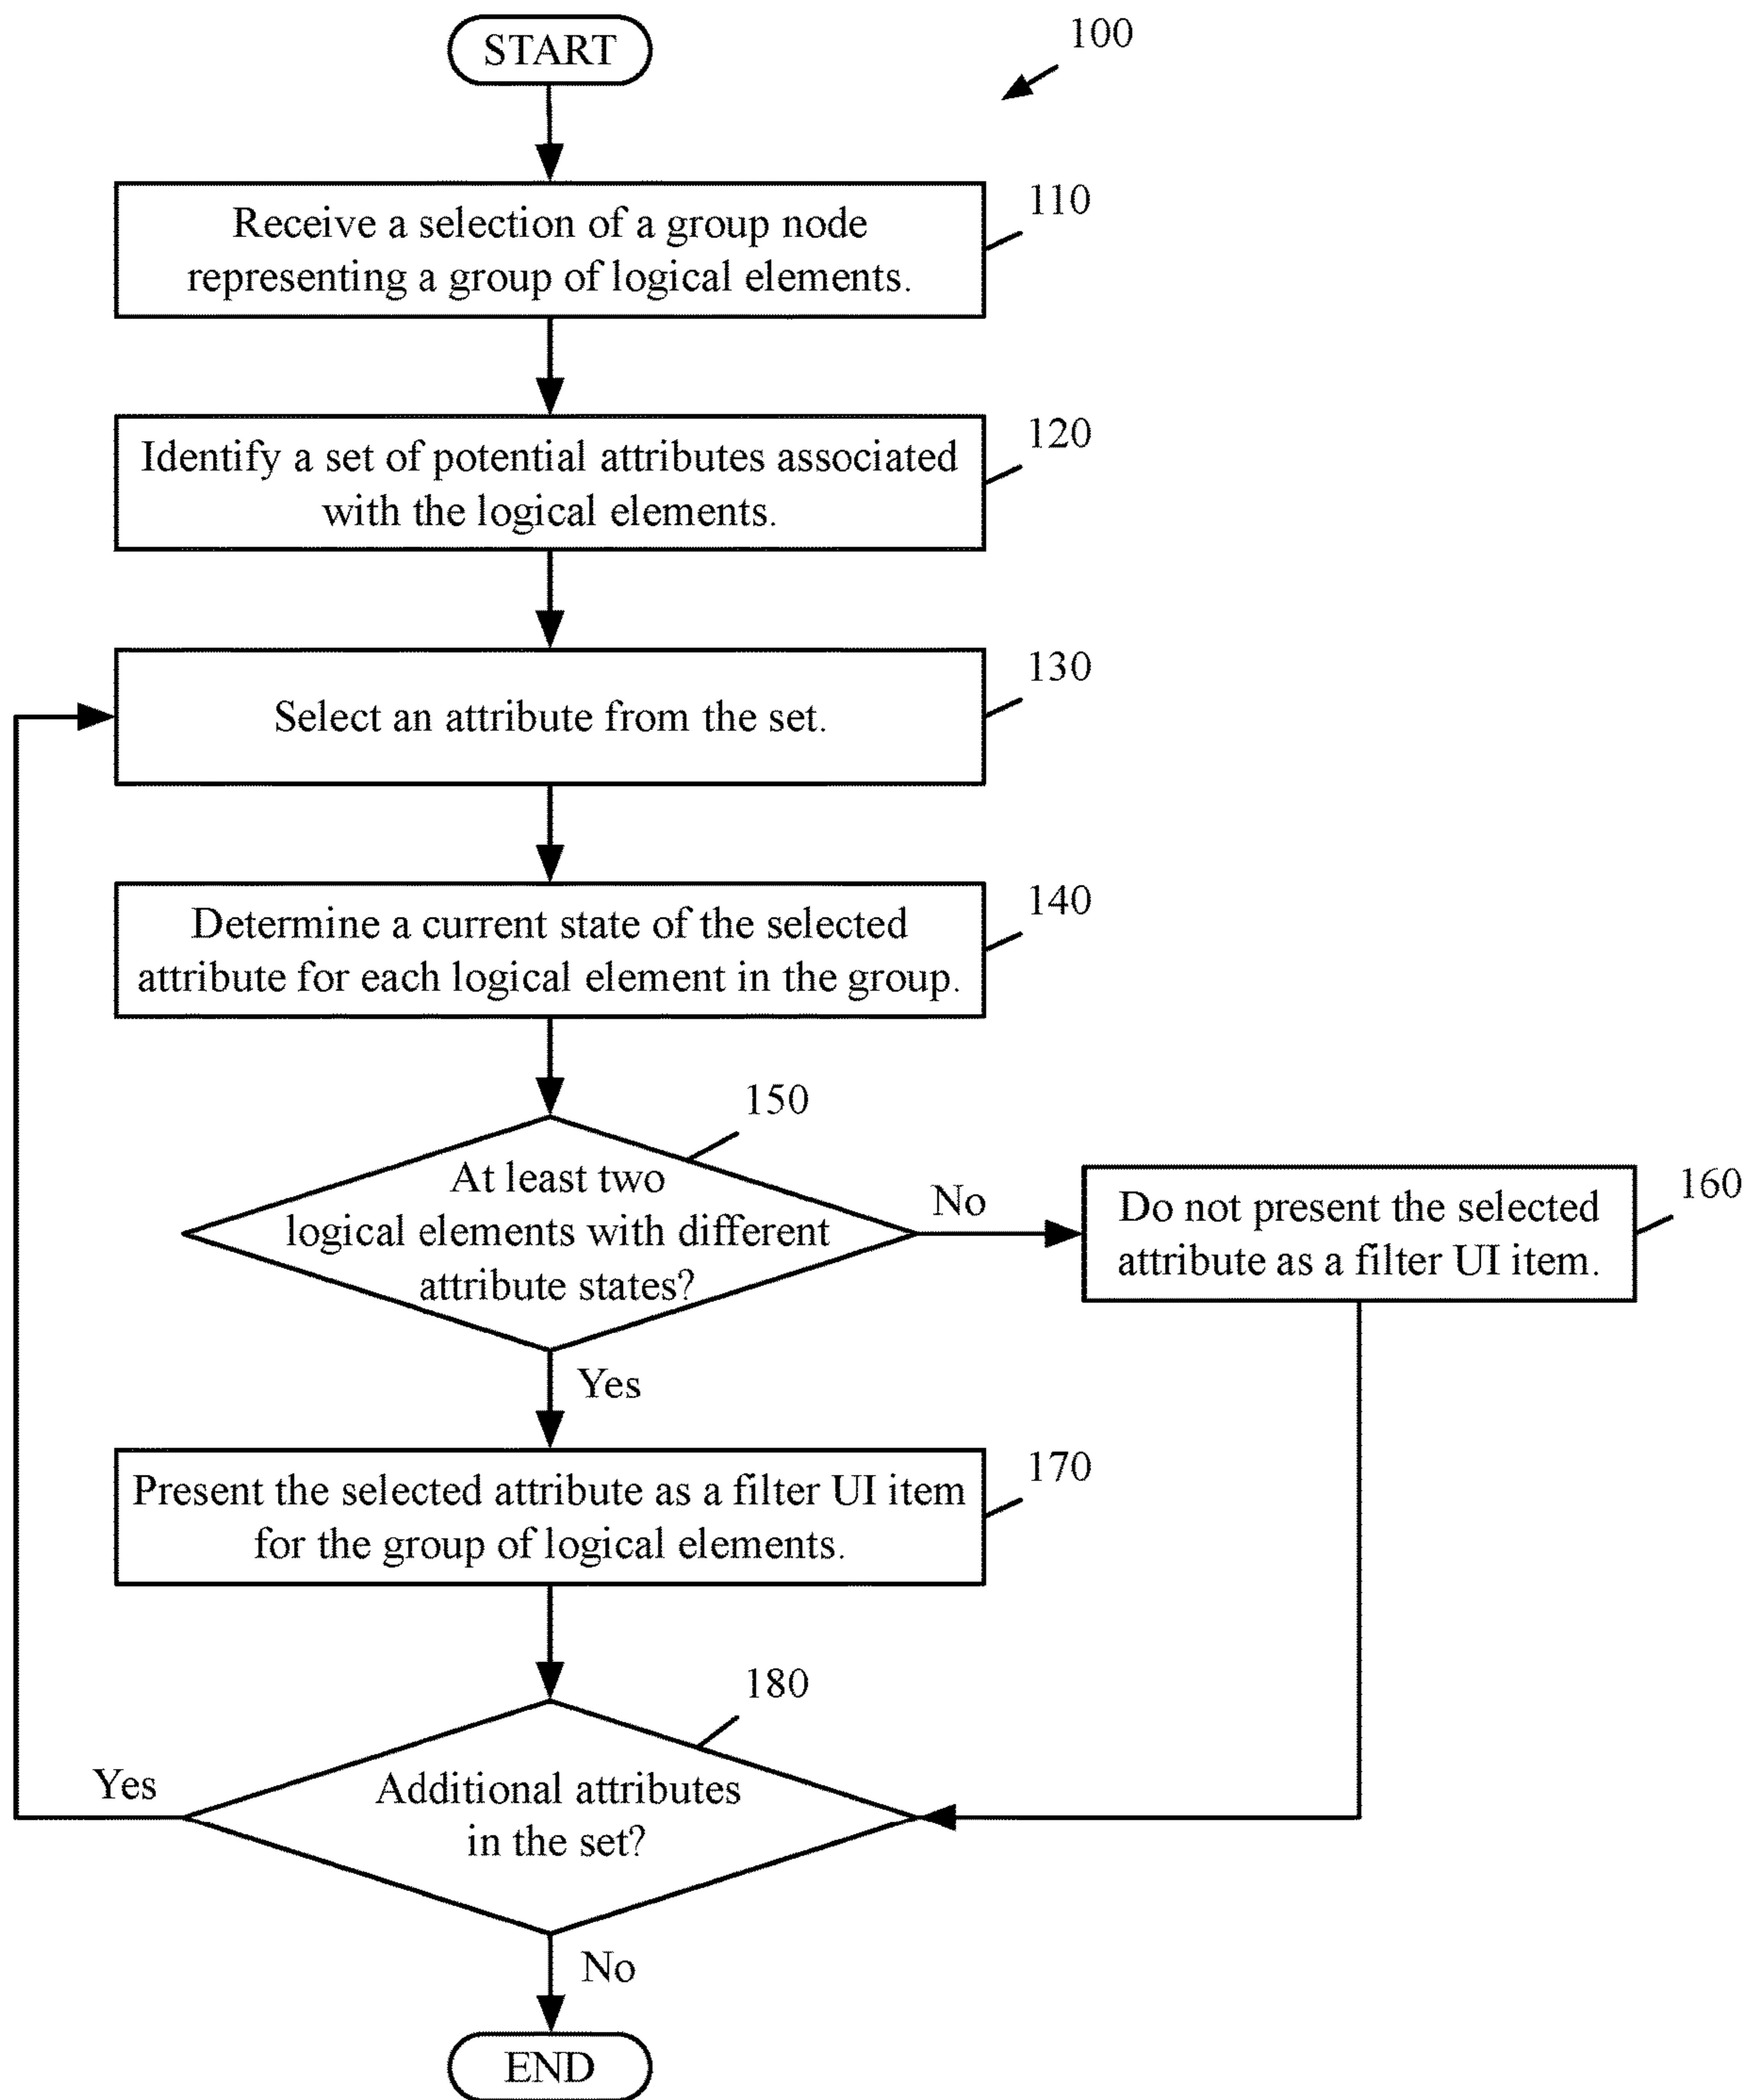 START
100
Receive a selection of a group node
representing a group of logical elements.
110
Identify a set of potential attributes associated
with the logical elements.
120
Select an attribute from the set.
130
Determine a current state of the selected
attribute for each logical element in the group.
140
At least two
logical elements with different
attribute states?
150
No
Do not present the selected
attribute as a filter UI item.
160
Yes
Present the selected attribute as a filter UI item
for the group of logical elements.
170
Additional attributes
in the set?
180
Yes
No
END